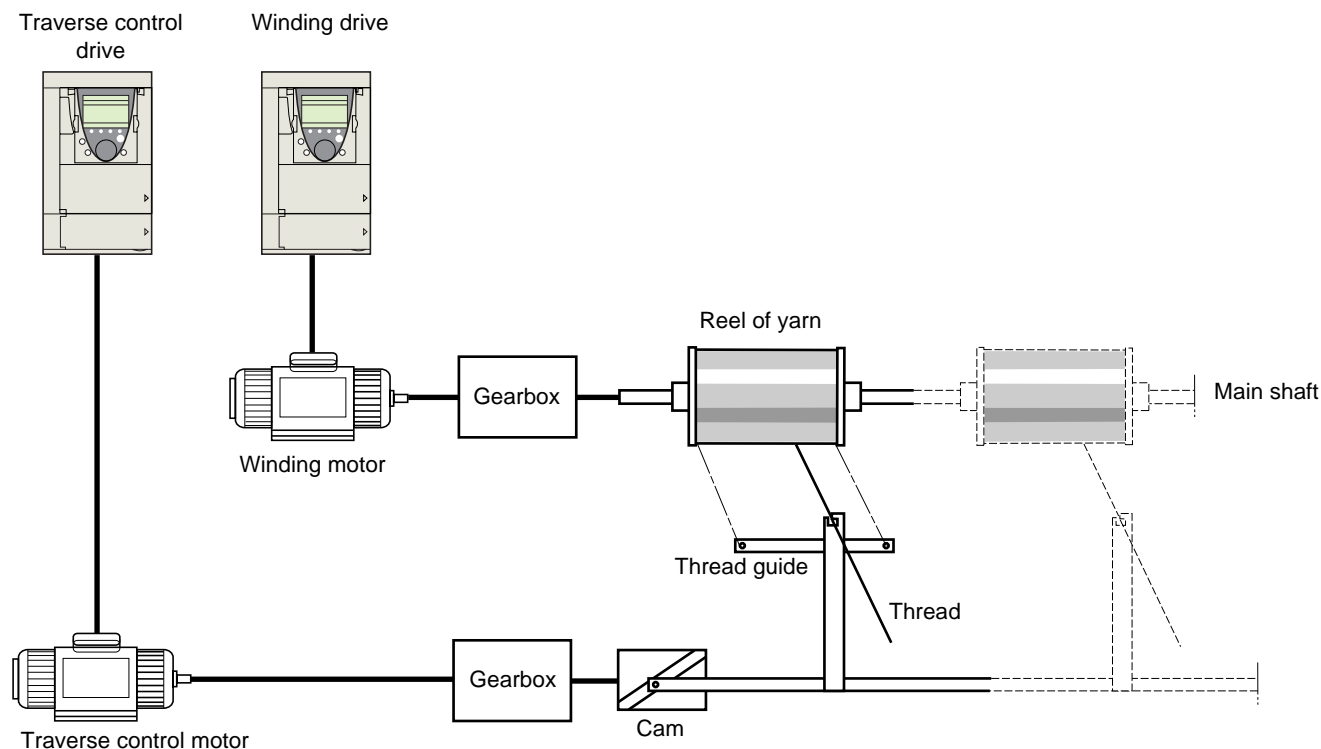 Traverse control
drive
Winding drive
Reel of yarn
Gearbox
Main shaft
Winding motor
Thread guide
Thread
Gearbox
Cam
Traverse control motor